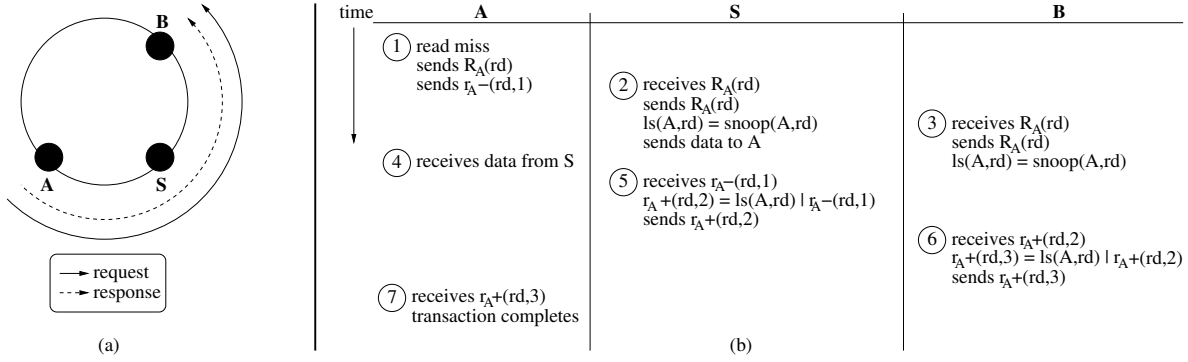 B
A
S
request
response
(a)
time
A
S
B
1 read miss
sends R_A(rd)
sends r_A−(rd,1)
2 receives R_A(rd)
sends R_A(rd)
ls(A,rd) = snoop(A,rd)
sends data to A
3 receives R_A(rd)
sends R_A(rd)
ls(A,rd) = snoop(A,rd)
4 receives data from S
5 receives r_A−(rd,1)
r_A+(rd,2) = ls(A,rd) | r_A−(rd,1)
sends r_A+(rd,2)
6 receives r_A+(rd,2)
r_A+(rd,3) = ls(A,rd) | r_A+(rd,2)
sends r_A+(rd,3)
7 receives r_A+(rd,3)
transaction completes
(b)